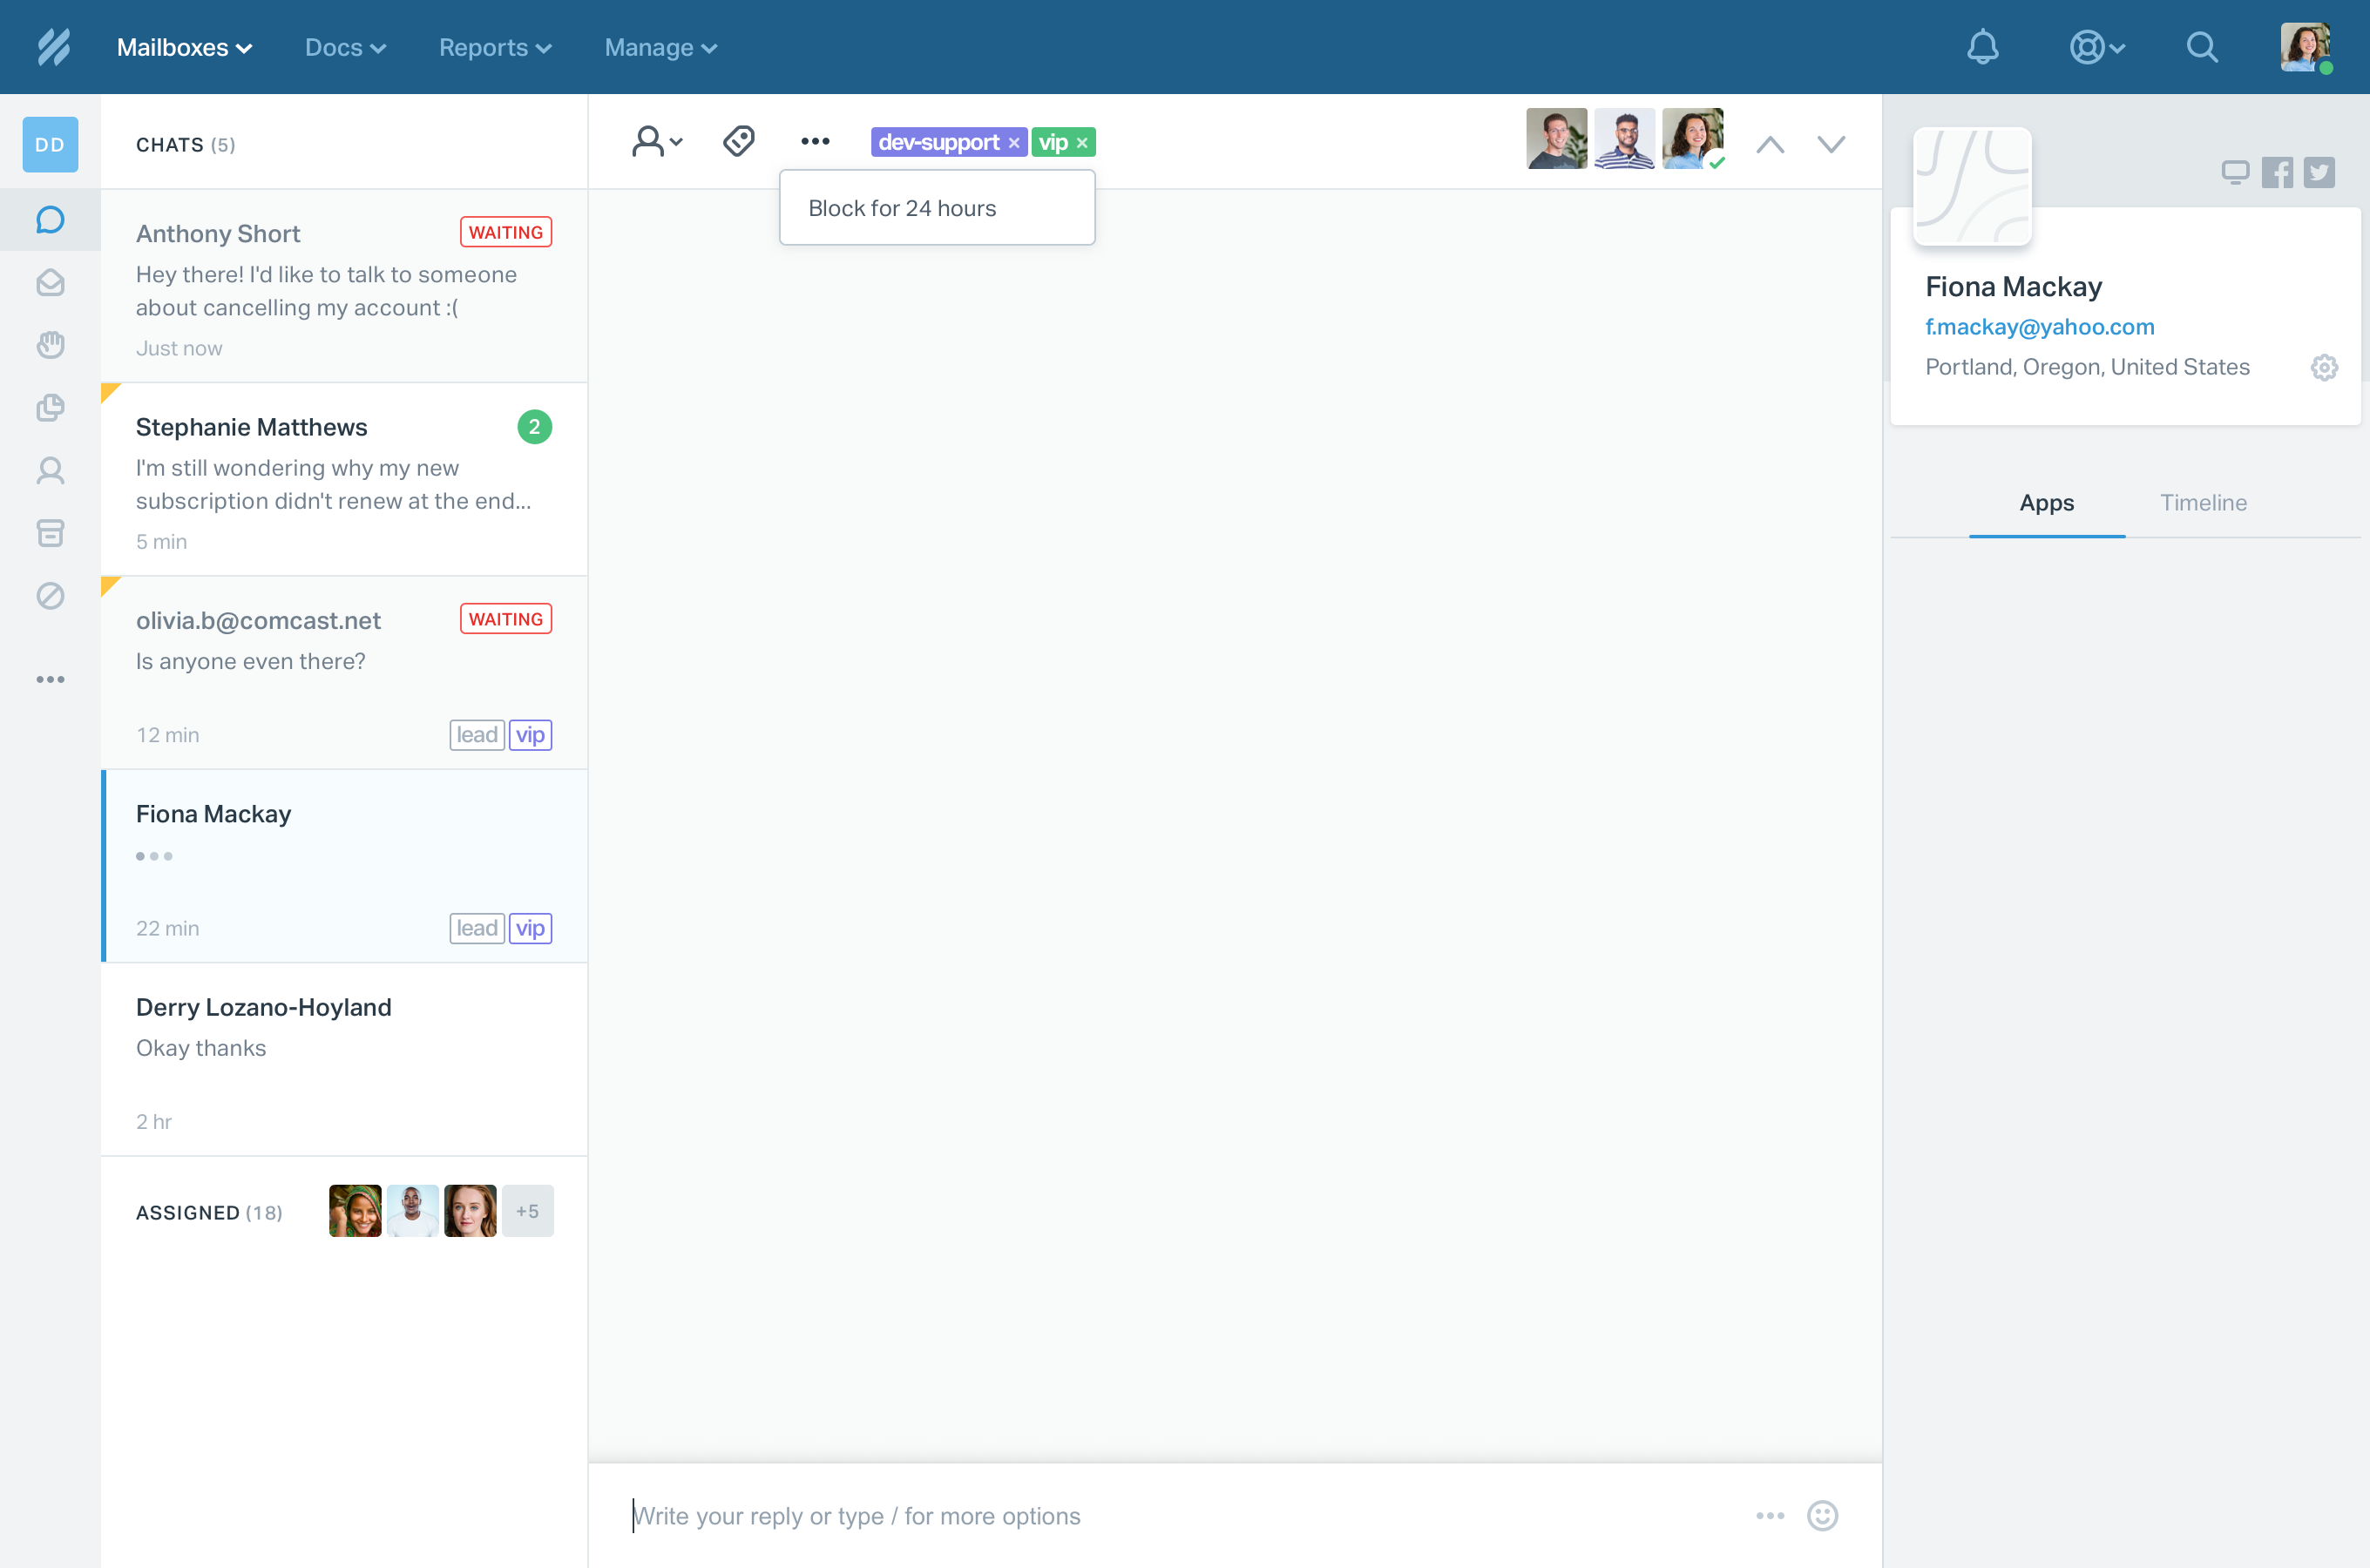 Mailboxes
Docs
Reports
Manage
DD
CHATS (5)
Anthony Short
WAITING
Hey there! I'd like to talk to someone
about cancelling my account :(
Just now
Stephanie Matthews
2
I'm still wondering why my new
subscription didn't renew at the end...
5 min
olivia.b@comcast.net
WAITING
Is anyone even there?
12 min
lead
vip
Fiona Mackay
22 min
lead
vip
Derry Lozano-Hoyland
Okay thanks
2 hr
ASSIGNED (18)
+5
dev-support ×
vip ×
Block for 24 hours
Write your reply or type / for more options
Fiona Mackay
f.mackay@yahoo.com
Portland, Oregon, United States
Apps
Timeline